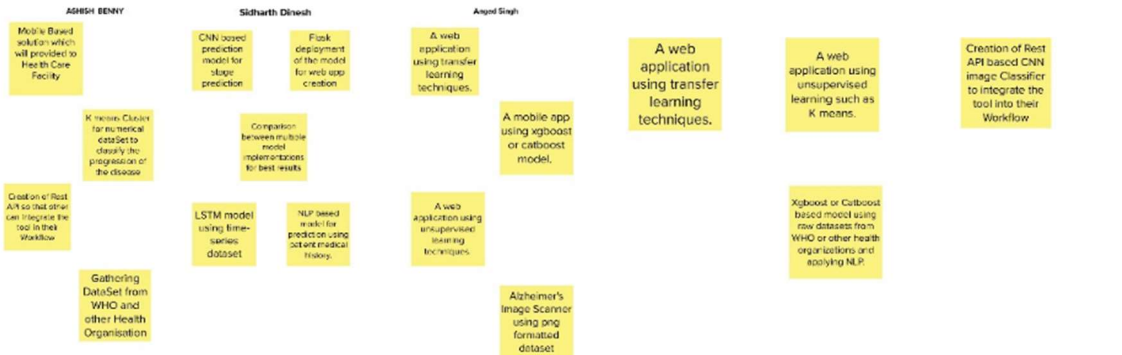 ASHISH BENNY
Mobile Based
solution which
will provided to
Health Care
Facility
K means Cluster
for numerical
dataSet to
classify the
progression of
the disease
Creation of Rest
API so that other
can Integrate the
tool in their
Workflow
Gathering
DataSet from
WHO and
other Health
Organisation
Sidharth Dinesh
CNN based
prediction
model for
stage
prediction
Flask
deployment
of the model
for web app
creation
Comparison
between multiple
model
implementations
for best results
LSTM model
using time-
series
dataset
NLP based
model for
prediction using
patient medical
history.
Angad Singh
A web
application
using transfer
learning
techniques.
A mobile app
using xgboost
or catboost
model.
A web
application using
unsupervised
learning
techniques
Alzheimer's
Image Scanner
using png
formatted
dataset
A web
application
using transfer
learning
techniques.
A web
application using
unsupervised
learning such as
K means.
Creation of Rest
API based CNN
image Classifier
to integrate the
tool into their
Workflow
Xgboost or Catboost
based model using
raw datasets from
WHO or other health
organizations and
applying NLP.